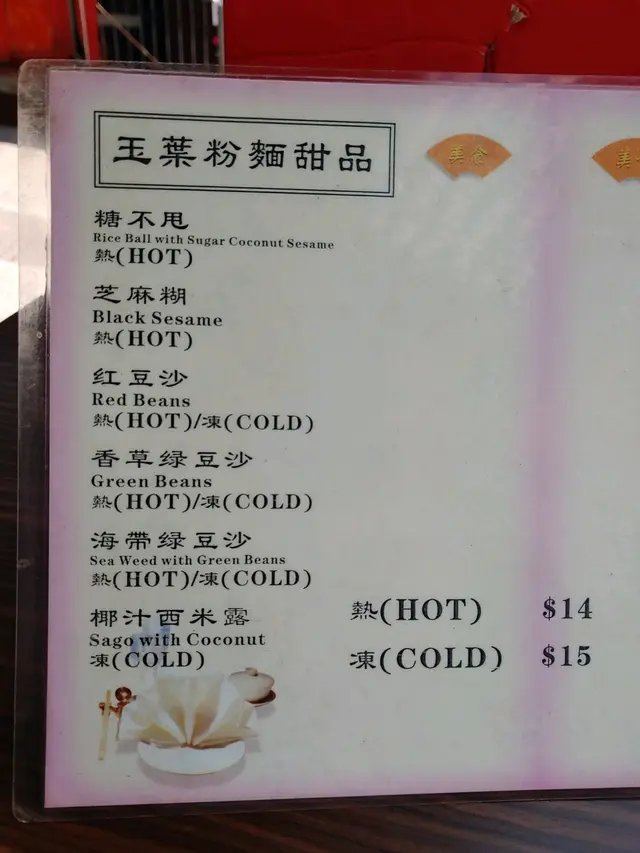 玉葉粉麵甜品
美食
美
糖不甩
Rice Ball with Sugar Coconut Sesame
熱(HOT)
芝麻糊
Black Sesame
熱(HOT)
红豆沙
Red Beans
熱(HOT)/凍(COLD)
香草绿豆沙
Green Beans
熱(HOT)/凍(COLD)
海帶绿豆沙
Sea Weed with Green Beans
熱(HOT)/凍(COLD)
椰汁西米露
Sago with Coconut
凍(COLD)
熱(HOT) $14
凍(COLD) $15